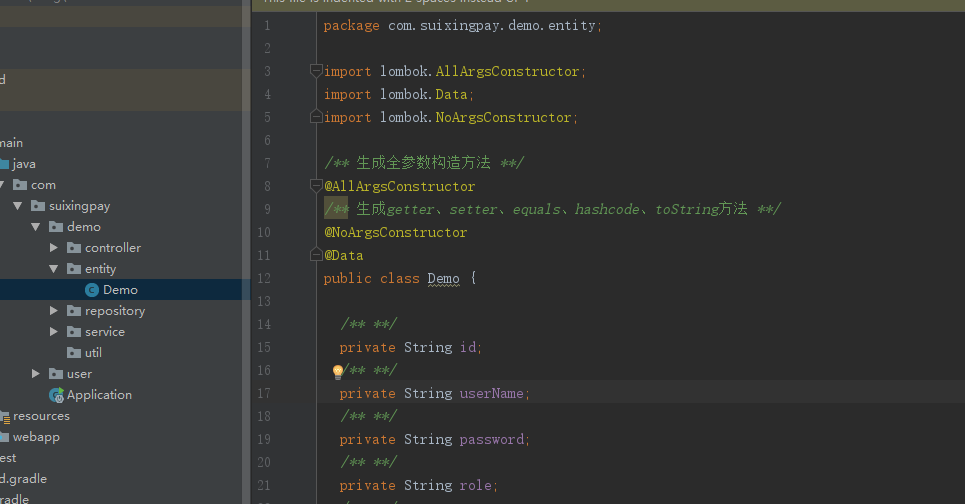 This file is indented with 2 spaces instead of 4
d
main
java
com
suixingpay
demo
controller
entity
Demo
repository
service
util
user
Application
resources
webapp
est
d.gradle
radle
1 package com.suixingpay.demo.entity;
2
3 import lombok.AllArgsConstructor;
4 import lombok.Data;
5 import lombok.NoArgsConstructor;
6
7 /** 生成全参数构造方法 **/
8 @AllArgsConstructor
9 /** 生成getter、setter、equals、hashcode、toString方法 **/
10 @NoArgsConstructor
11 @Data
12 public class Demo {
13
14 /** **/
15 private String id;
16 /** **/
17 private String userName;
18 /** **/
19 private String password;
20 /** **/
21 private String role;